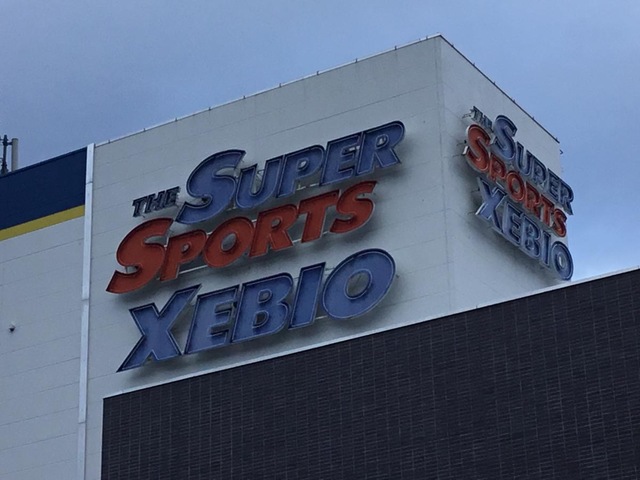 THE SUPER
SPORTS
XEBIO
THE SUPER
SPORTS
XEBIO